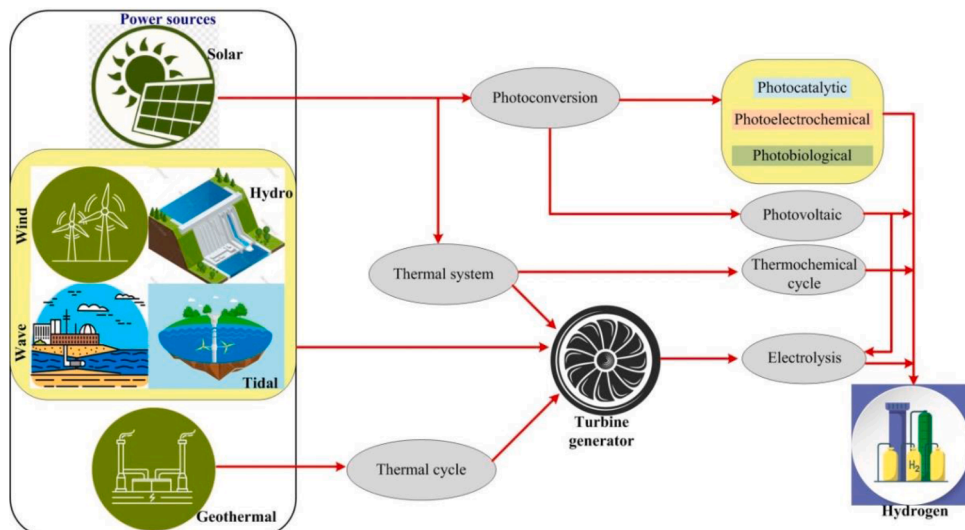 Power sources
Solar
Wind
Hydro
Wave
Tidal
Geothermal
Photoconversion
Thermal system
Thermal cycle
Turbine
generator
Photocatalytic
Photoelectrochemical
Photobiological
Photovoltaic
Thermochemical
cycle
Electrolysis
H2
Hydrogen